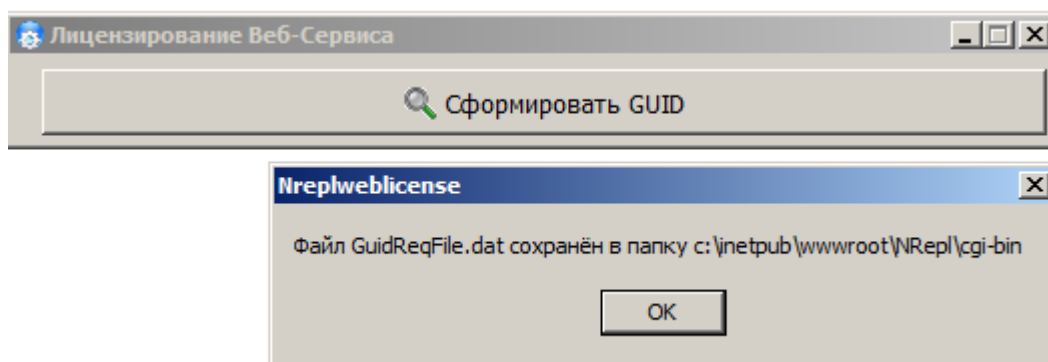 Лицензирование Веб-Сервиса
Сформировать GUID
Nreplweblicense
Файл GuidReqFile.dat сохранён в папку c:\inetpub\wwwroot\NRepl\cgi-bin
OK